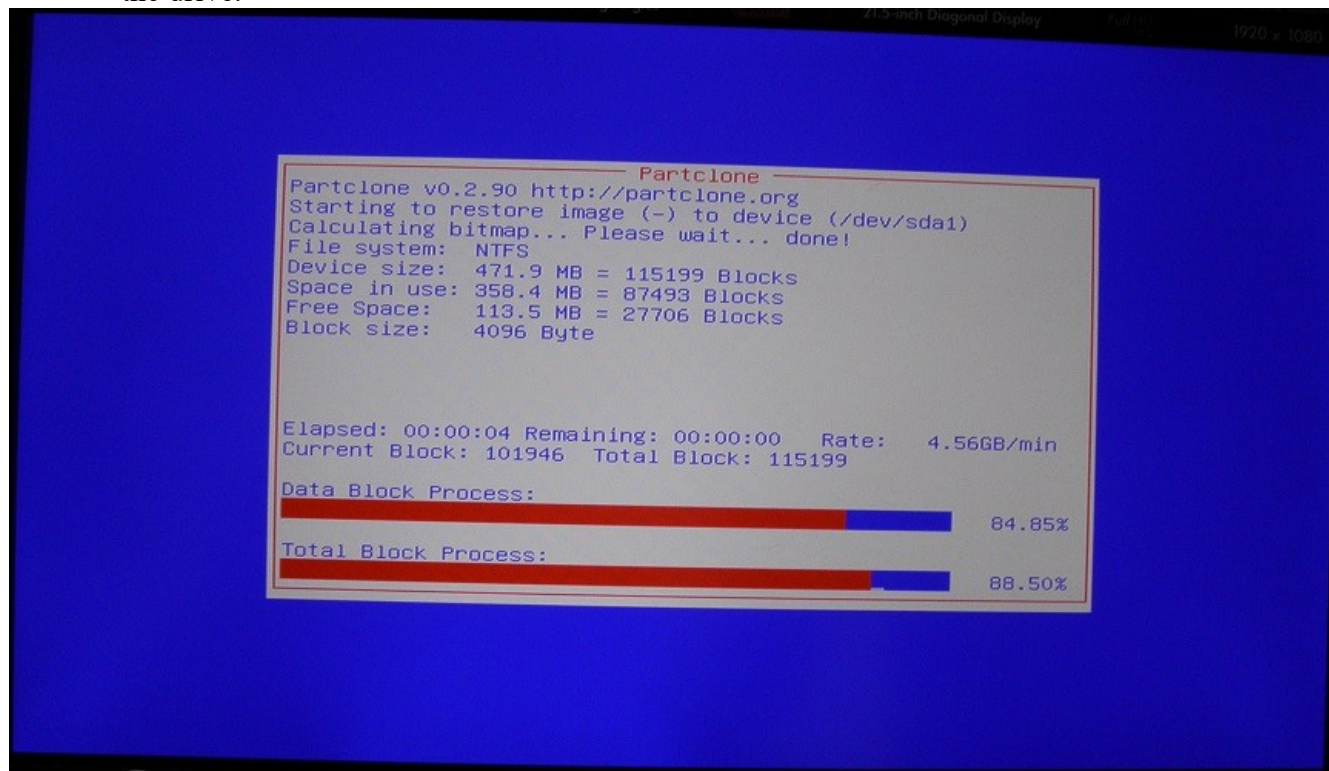 21.5-inch Diagonal Display Full HD
1920 x 1080
Partclone
Partclone v0.2.90 http://partclone.org
Starting to restore image (-) to device (/dev/sda1)
Calculating bitmap... Please wait... done!
File system: NTFS
Device size: 471.9 MB = 115199 Blocks
Space in use: 358.4 MB = 87493 Blocks
Free Space: 113.5 MB = 27706 Blocks
Block size: 4096 Byte
Elapsed: 00:00:04 Remaining: 00:00:00 Rate: 4.56GB/min
Current Block: 101946 Total Block: 115199
Data Block Process:
84.85%
Total Block Process:
88.50%